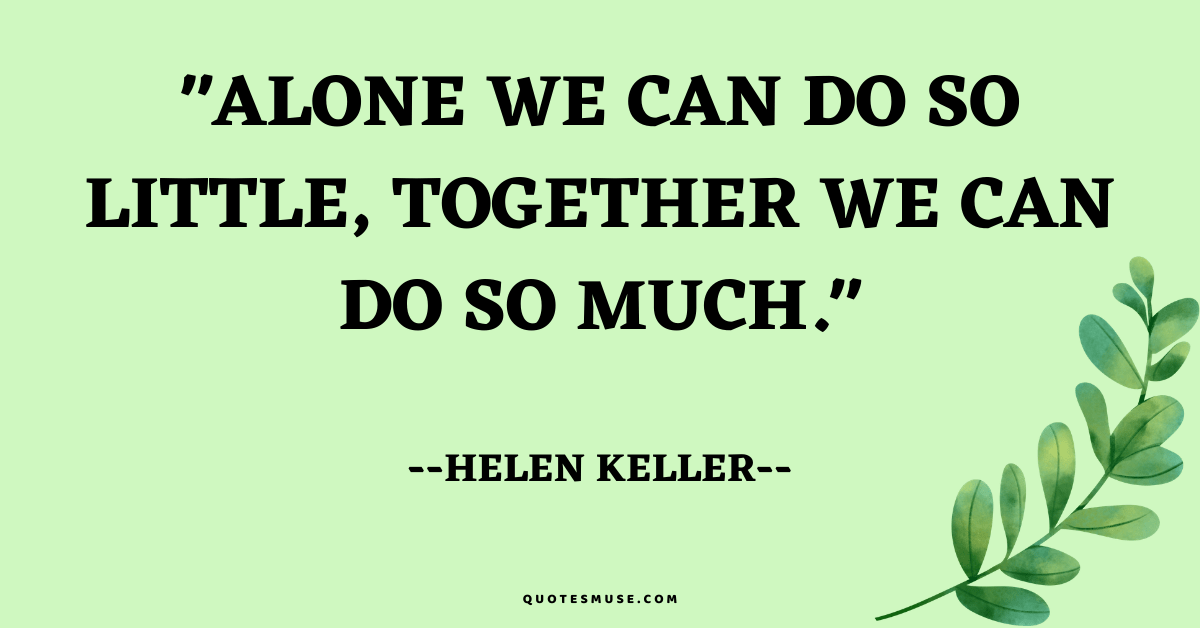 "ALONE WE CAN DO SO
LITTLE, TOGETHER WE CAN
DO SO MUCH."
--HELEN KELLER--
QUOTESMUSE.COM